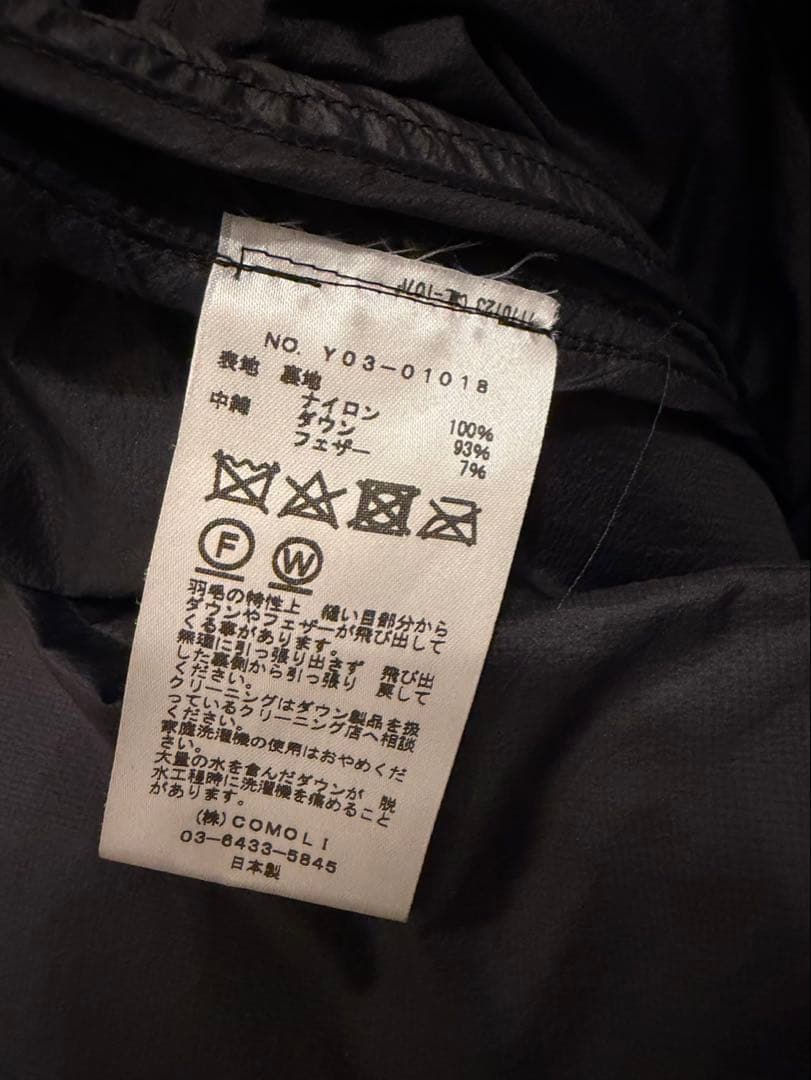 NO. Y03-01018
表地 裏地 ナイロン 100%
中綿 ダウン 93%
フェザー 7%
F W
羽毛の特性上 縫い目部分から
ダウンやフェザーが飛び出して
くる事があります。
無理に引っ張り出さず 飛び出
した裏側から引っ張り 戻して
ください。
クリーニングはダウン製品を扱
っているクリーニング店へ相談
ください。
家庭洗濯機の使用はおやめくだ
さい。
大量の水を含んだダウンが 脱
水工程時に洗濯機を痛めること
があります。
(株)COMOLI
03-6433-5845
日本製